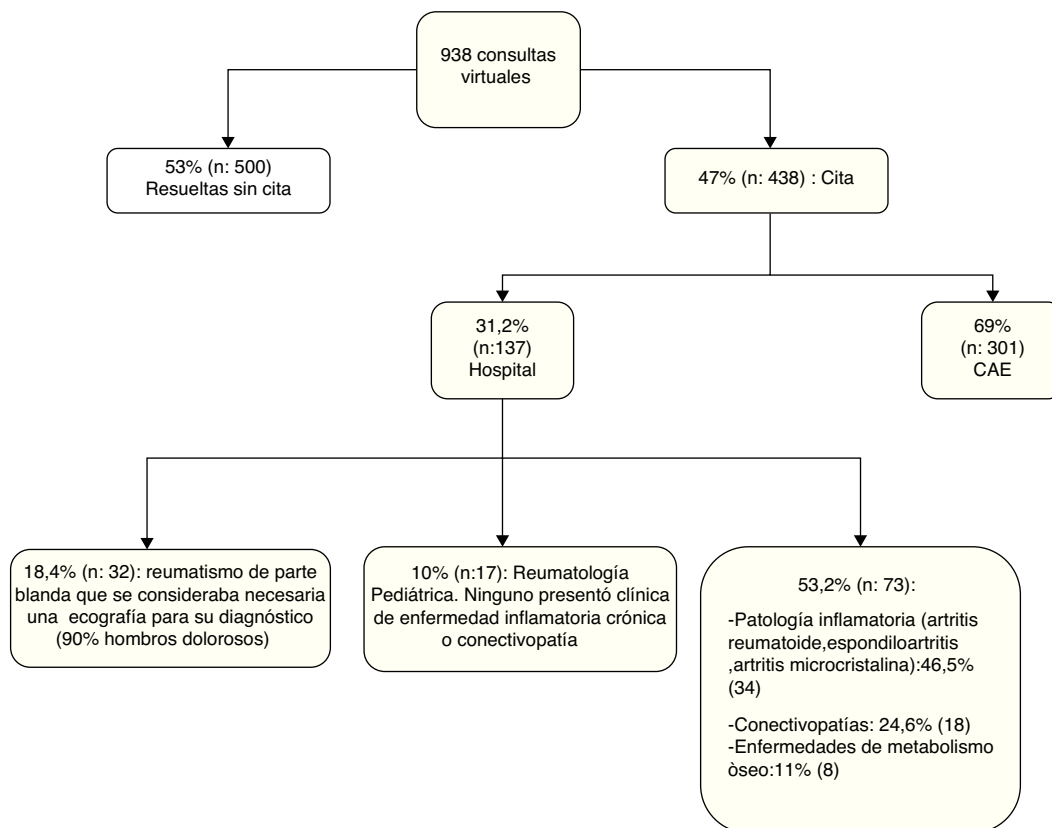 938 consultas
virtuales
53% (n: 500)
Resueltas sin cita
47% (n: 438) : Cita
31,2%
(n:137)
Hospital
69%
(n: 301)
CAE
18,4% (n: 32): reumatismo de parte
blanda que se consideraba necesaria
una ecografía para su diagnóstico
(90% hombros dolorosos)
10% (n:17): Reumatología
Pediátrica. Ninguno presentó clínica
de enfermedad inflamatoria crónica
o conectivopatía
53,2% (n: 73):
-Patología inflamatoria (artritis
reumatoide,espondiloartritis
,artritis microcristalina):46,5%
(34)
-Conectivopatías: 24,6% (18)
-Enfermedades de metabolismo
òseo:11% (8)